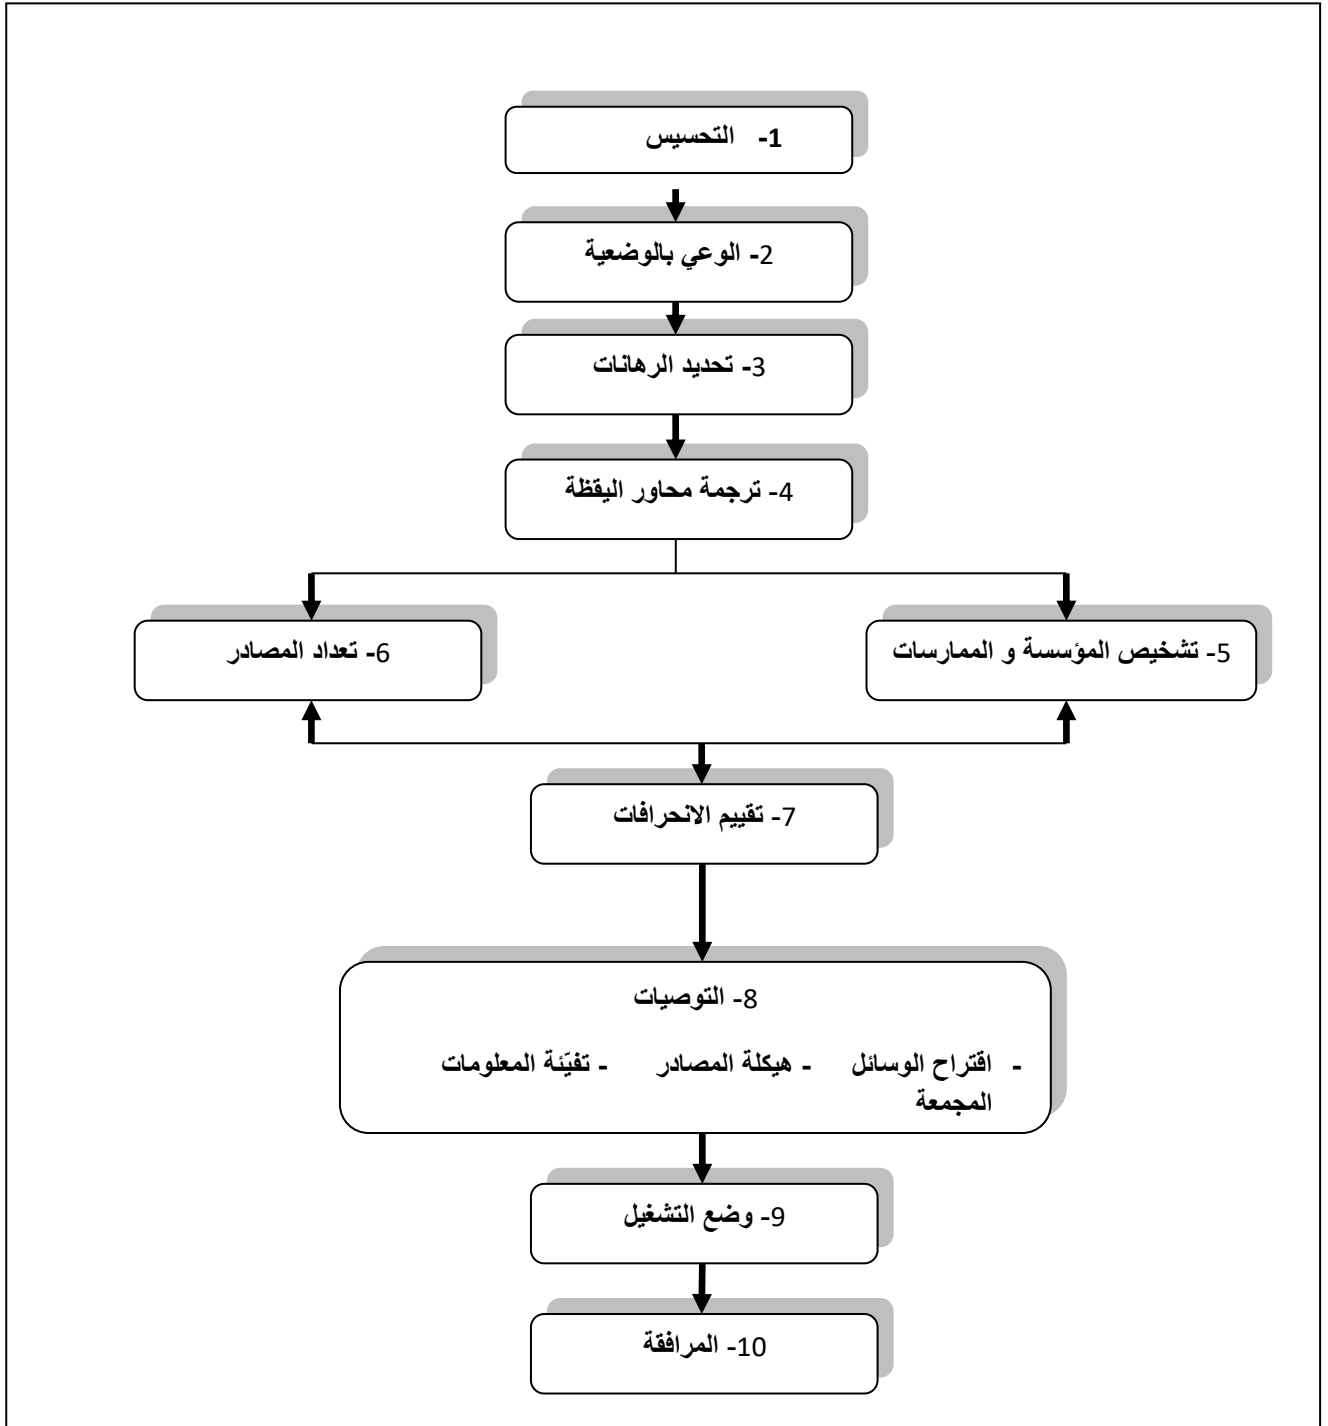 1- التحسيس
2- الوعي بالوضعية
3- تحديد الرهانات
4- ترجمة محاور اليقظة
5- تشخيص المؤسسة و الممارسات
6- تعداد المصادر
7- تقييم الانحرافات
8- التوصيات
- اقتراح الوسائل - هيكلة المصادر - تفيّئة المعلومات
المجمعة
9- وضع التشغيل
10- المرافقة